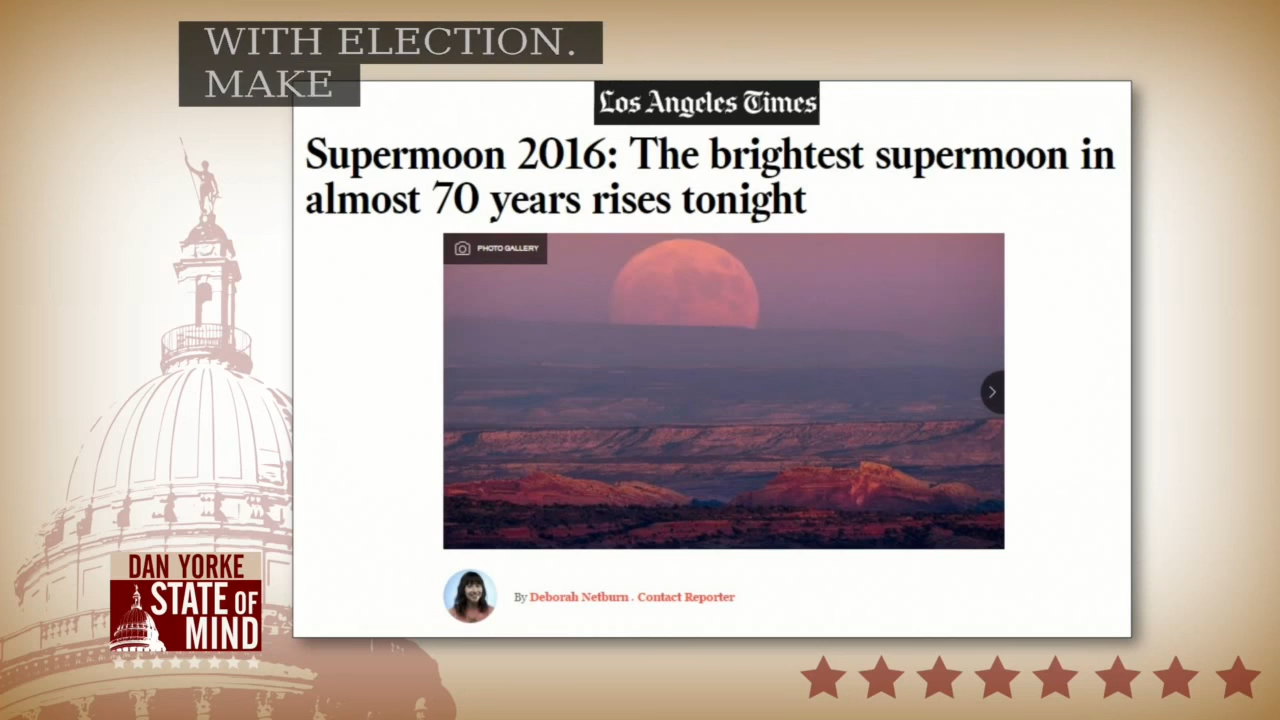 WITH ELECTION.
MAKE
Los Angeles Times
Supermoon 2016: The brightest supermoon in
almost 70 years rises tonight
PHOTO GALLERY
By Deborah Netburn . Contact Reporter
DAN YORKE
STATE OF
MIND